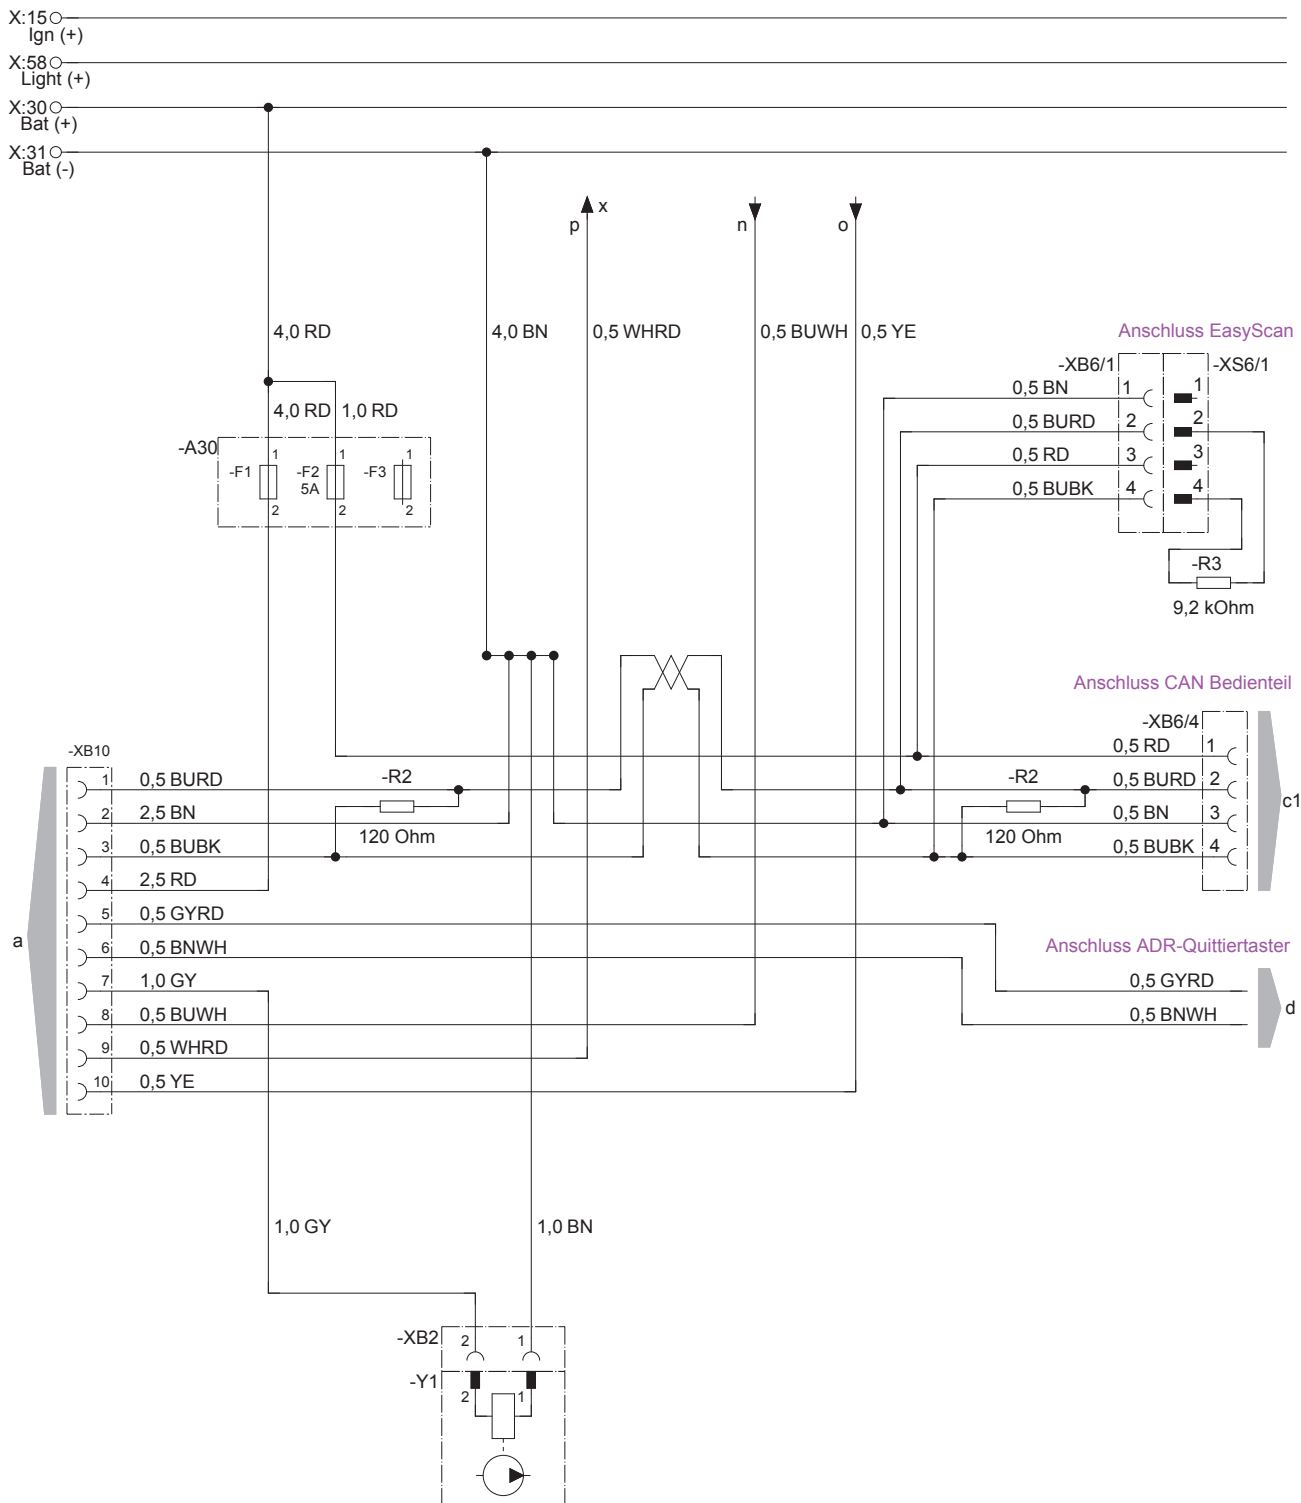 X:15
Ign (+)
X:58
Light (+)
X:30
Bat (+)
X:31
Bat (-)
p
x
n
o
4,0 RD
4,0 BN
0,5 WHRD
0,5 BUWH
0,5 YE
Anschluss EasyScan
-XB6/1
-XS6/1
0,5 BN
1
1
0,5 BURD
2
2
0,5 RD
3
3
0,5 BUBK
4
4
-R3
9,2 kOhm
4,0 RD
1,0 RD
-A30
-F1
1
2
-F2
5A
1
2
-F3
1
2
Anschluss CAN Bedienteil
-XB6/4
0,5 RD
1
0,5 BURD
2
0,5 BN
3
0,5 BUBK
4
c1
-R2
120 Ohm
-R2
120 Ohm
-XB10
a
1
0,5 BURD
2
2,5 BN
3
0,5 BUBK
4
2,5 RD
5
0,5 GYRD
6
0,5 BNWH
7
1,0 GY
8
0,5 BUWH
9
0,5 WHRD
10
0,5 YE
Anschluss ADR-Quittiertaster
0,5 GYRD
0,5 BNWH
d
1,0 GY
1,0 BN
-XB2
2
1
-Y1
2
1